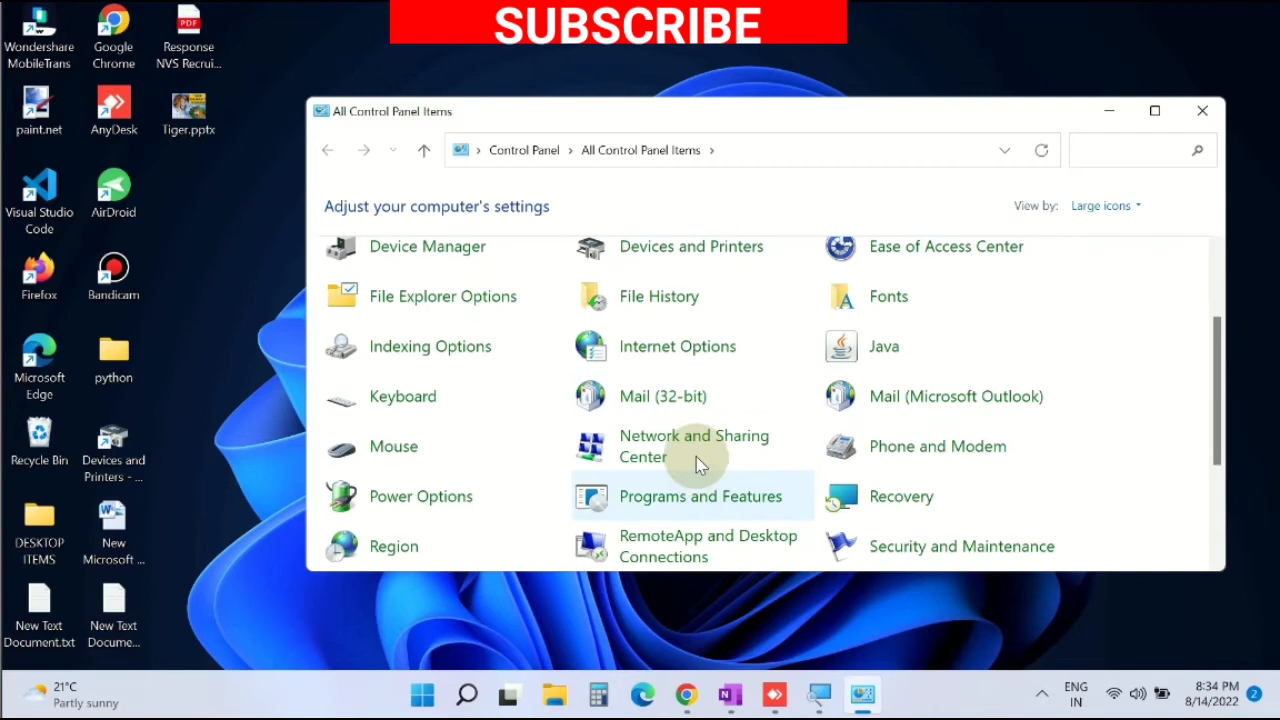 SUBSCRIBE
Wondershare
MobileTrans
Google
Chrome
PDF
Response
NVS Recrui...
paint.net
AnyDesk
Tiger.pptx
Visual Studio
Code
AirDroid
Firefox
Bandicam
Microsoft
Edge
python
Recycle Bin
Devices and
Printers - ...
DESKTOP
ITEMS
New
Microsoft ...
New Text
Document.txt
New Text
Docume...
All Control Panel Items
Control Panel > All Control Panel Items >
Adjust your computer's settings
View by: Large icons
Device Manager
Devices and Printers
Ease of Access Center
File Explorer Options
File History
Fonts
Indexing Options
Internet Options
Java
Keyboard
Mail (32-bit)
Mail (Microsoft Outlook)
Mouse
Network and Sharing
Center
Phone and Modem
Power Options
Programs and Features
Recovery
Region
RemoteApp and Desktop
Connections
Security and Maintenance
21°C
Partly sunny
ENG
IN
8:34 PM
8/14/2022
2